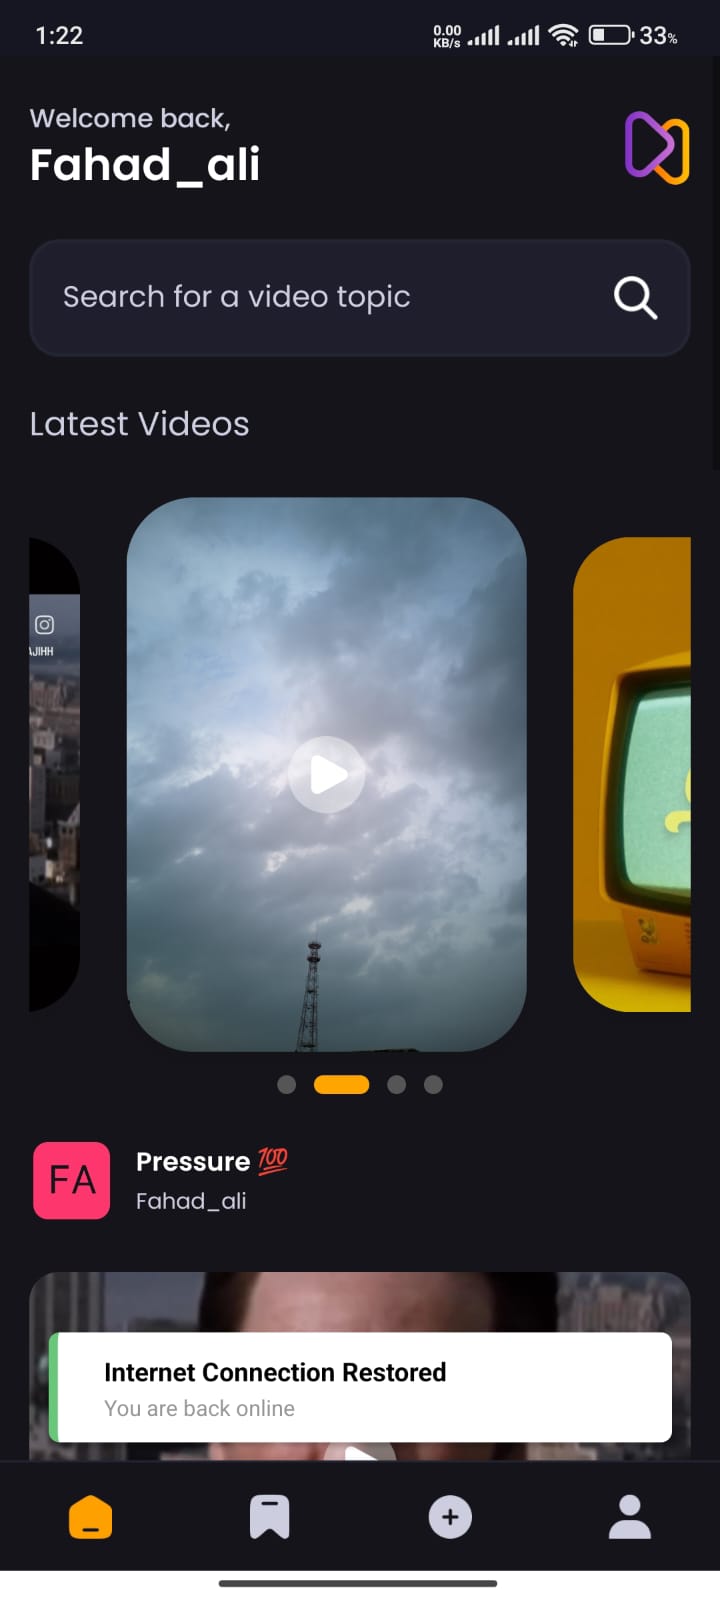 1:22
0.00
KB/s
33%
Welcome back,
Fahad_ali
Search for a video topic
Latest Videos
AJIHH
Pressure 💯
FA
Fahad_ali
Internet Connection Restored
You are back online